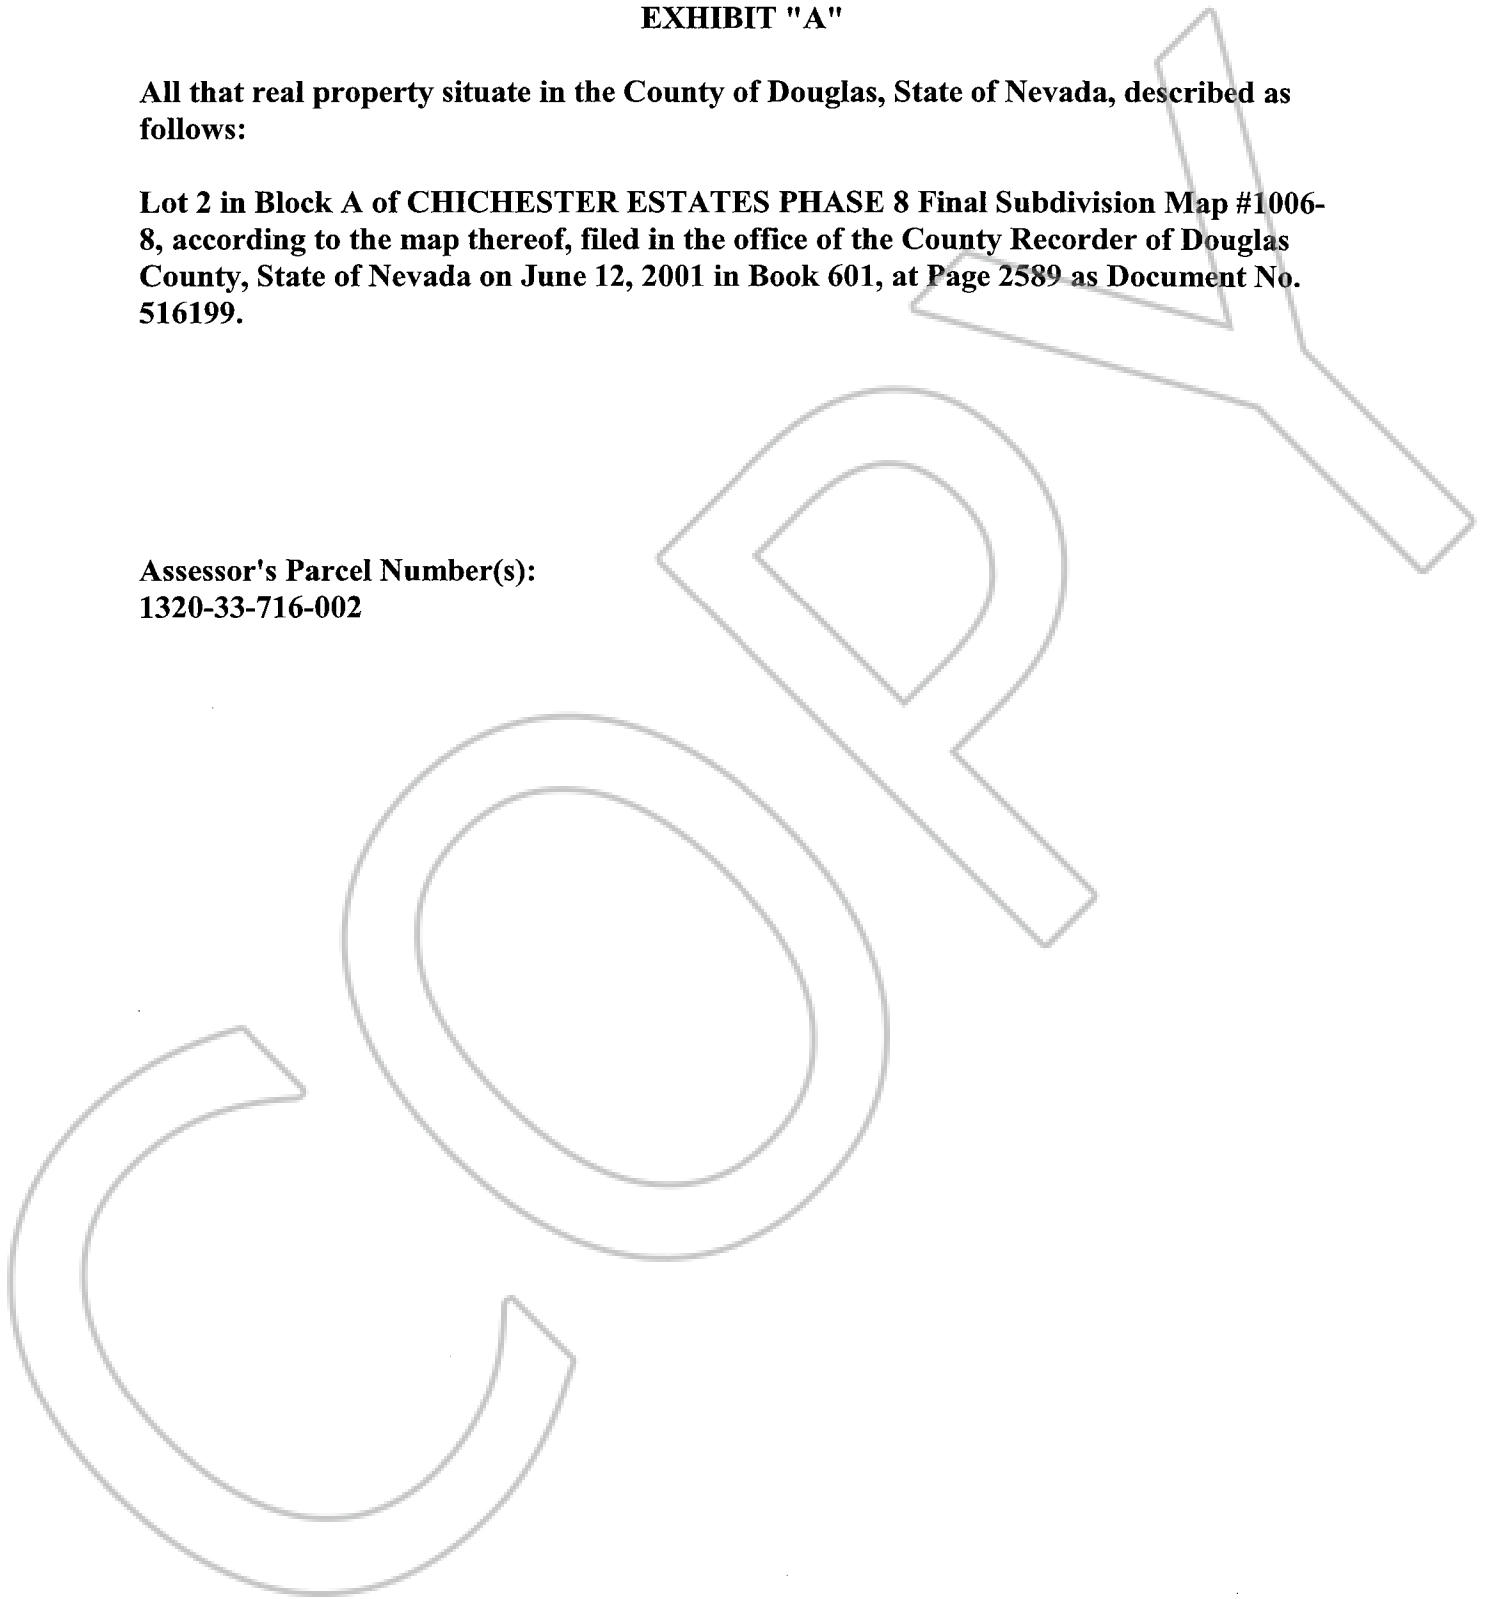 EXHIBIT "A"
All that real property situate in the County of Douglas, State of Nevada, described as
follows:
Lot 2 in Block A of CHICHESTER ESTATES PHASE 8 Final Subdivision Map #1006-
8, according to the map thereof, filed in the office of the County Recorder of Douglas
County, State of Nevada on June 12, 2001 in Book 601, at Page 2589 as Document No.
516199.
Assessor's Parcel Number(s):
1320-33-716-002
COPY